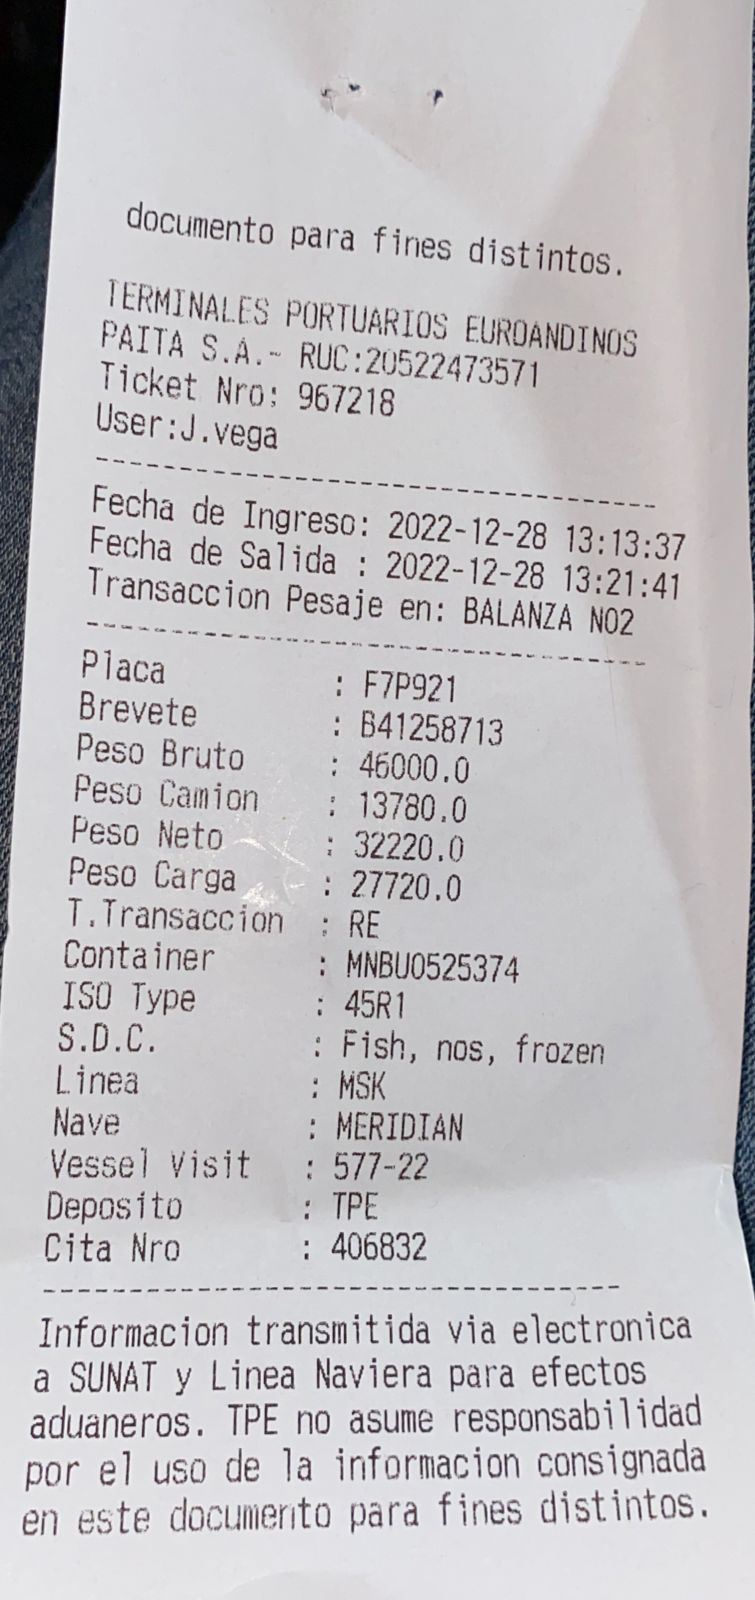 documento para fines distintos.
TERMINALES PORTUARIOS EUROANDINOS
PAITA S.A.- RUC:20522473571
Ticket Nro: 967218
User:J.vega
----------------------------------
Fecha de Ingreso: 2022-12-28 13:13:37
Fecha de Salida : 2022-12-28 13:21:41
Transaccion Pesaje en: BALANZA N02
----------------------------------
Placa : F7P921
Brevete : B41258713
Peso Bruto : 46000.0
Peso Camion : 13780.0
Peso Neto : 32220.0
Peso Carga : 27720.0
T.Transaccion : RE
Container : MNBU0525374
ISO Type : 45R1
S.D.C. : Fish, nos, frozen
Linea : MSK
Nave : MERIDIAN
Vessel Visit : 577-22
Deposito : TPE
Cita Nro : 406832
----------------------------------
Informacion transmitida via electronica
a SUNAT y Linea Naviera para efectos
aduaneros. TPE no asume responsabilidad
por el uso de la informacion consignada
en este documento para fines distintos.